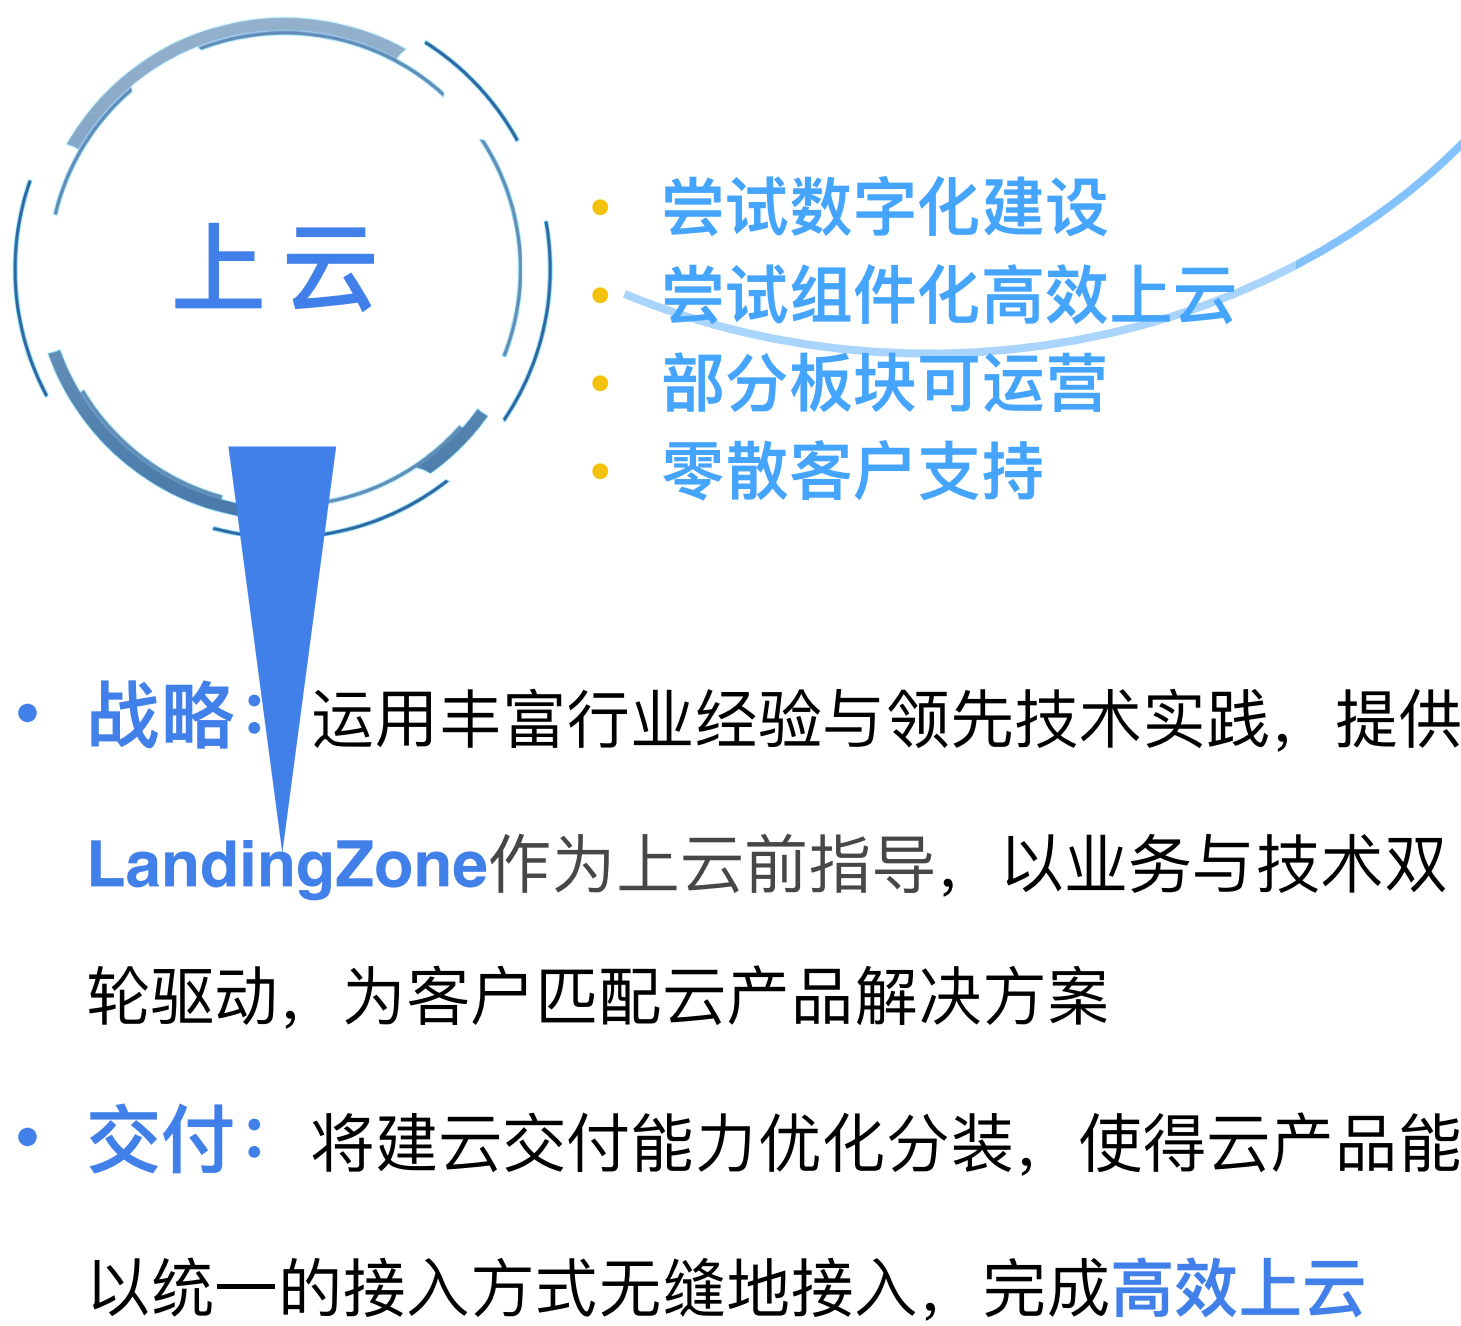 上云
• 尝试数字化建设
• 尝试组件化高效上云
• 部分板块可运营
• 零散客户支持
• 战略：运用丰富行业经验与领先技术实践，提供
LandingZone作为上云前指导，以业务与技术双
轮驱动，为客户匹配云产品解决方案
• 交付：将建云交付能力优化分装，使得云产品能
以统一的接入方式无缝地接入，完成高效上云